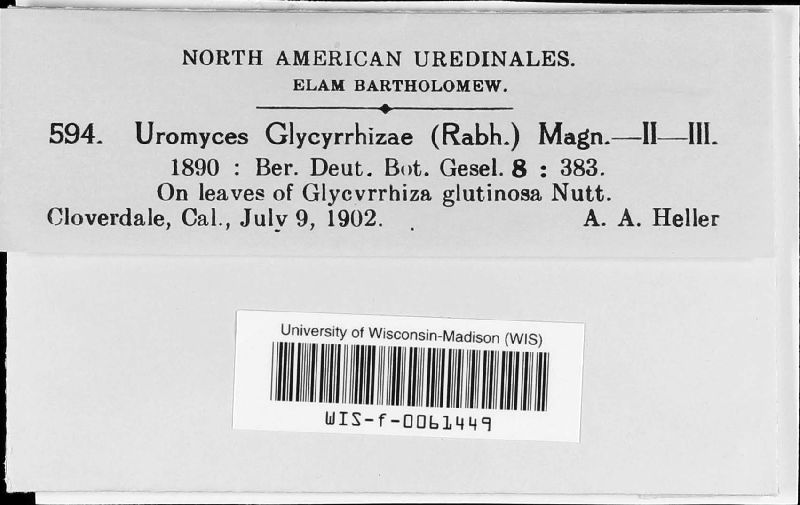 NORTH AMERICAN UREDINALES.
ELAM BARTHOLOMEW.
594. Uromyces Glycyrrhizae (Rabh.) Magn.—II—III.
1890 : Ber. Deut. Bot. Gesel. 8 : 383.
On leaves of Glycyrrhiza glutinosa Nutt.
Cloverdale, Cal., July 9, 1902. A. A. Heller
University of Wisconsin-Madison (WIS)
WIS-f-0061449